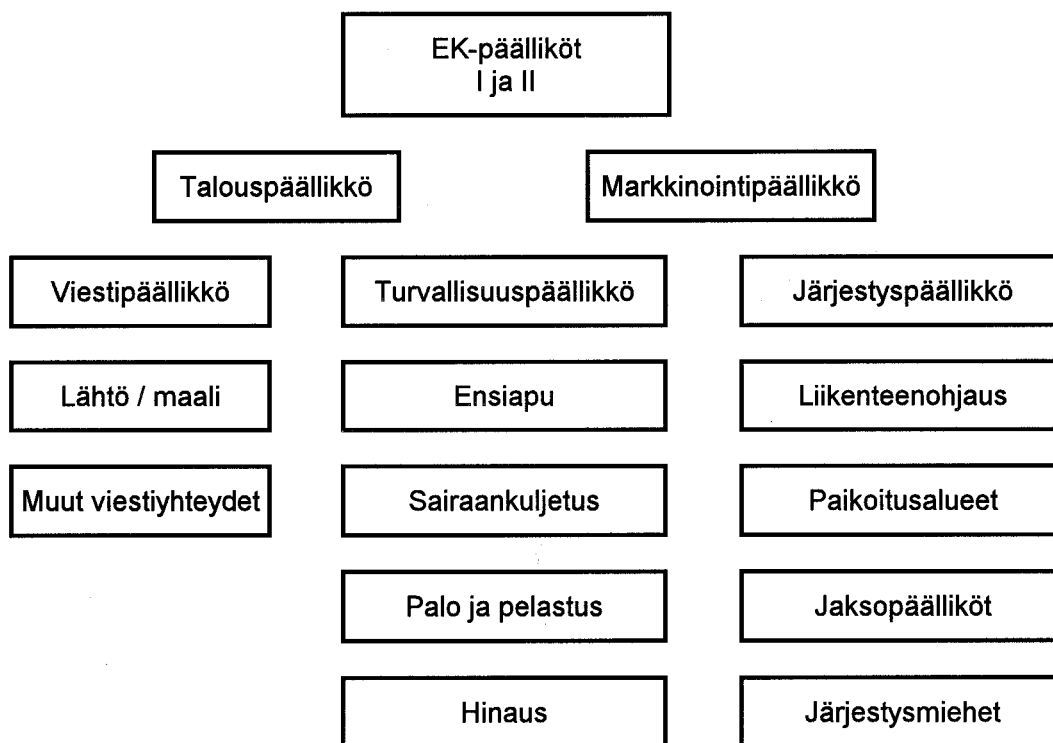 EK-päälliköt
I ja II
Talouspäällikkö
Markkinointipäällikkö
Viestipäällikkö
Turvallisuuspäällikkö
Järjestyspäällikkö
Lähtö / maali
Ensiapu
Liikenteenohjaus
Muut viestiyhteydet
Sairaankuljetus
Paikoitusalueet
Palo ja pelastus
Jaksopäälliköt
Hinaus
Järjestysmiehet